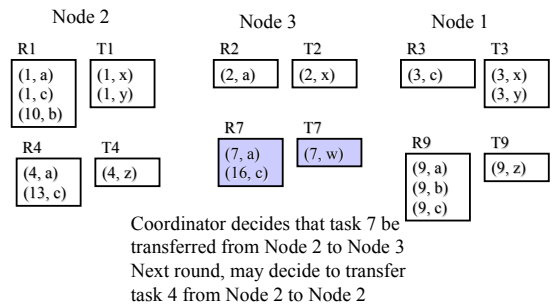 Node 2
Node 3
Node 1
R1 T1
(1, a)
(1, c)
(10, b)
(1, x)
(1, y)
R2 T2
(2, a)
(2, x)
R3 T3
(3, c)
(3, x)
(3, y)
R4 T4
(4, a)
(13, c)
(4, z)
R7 T7
(7, a)
(16, c)
(7, w)
R9 T9
(9, a)
(9, b)
(9, c)
(9, z)
Coordinator decides that task 7 be
transferred from Node 2 to Node 3
Next round, may decide to transfer
task 4 from Node 2 to Node 2